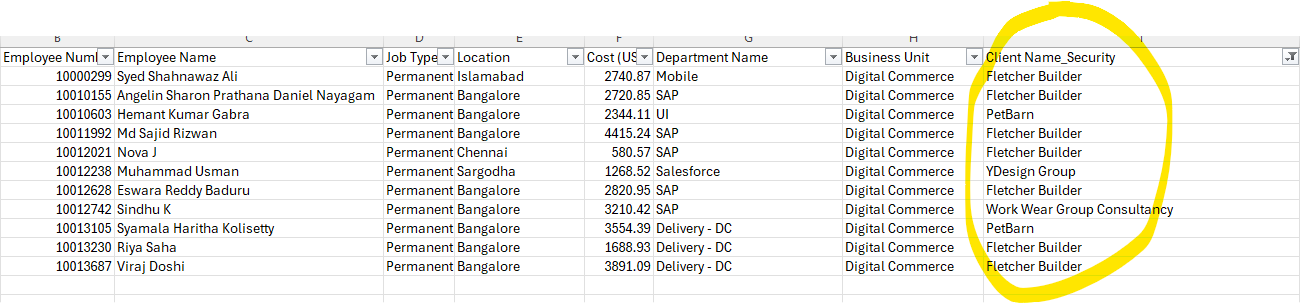 B C D E F G H I
Employee Numl Employee Name Job Type Location Cost (US Department Name Business Unit Client Name_Security
10000299 Syed Shahnawaz Ali Permanent Islamabad 2740.87 Mobile Digital Commerce Fletcher Builder
10010155 Angelin Sharon Prathana Daniel Nayagam Permanent Bangalore 2720.85 SAP Digital Commerce Fletcher Builder
10010603 Hemant Kumar Gabra Permanent Bangalore 2344.11 UI Digital Commerce PetBarn
10011992 Md Sajid Rizwan Permanent Bangalore 4415.24 SAP Digital Commerce Fletcher Builder
10012021 Nova J Permanent Chennai 580.57 SAP Digital Commerce Fletcher Builder
10012238 Muhammad Usman Permanent Sargodha 1268.52 Salesforce Digital Commerce YDesign Group
10012628 Eswara Reddy Baduru Permanent Bangalore 2820.95 SAP Digital Commerce Fletcher Builder
10012742 Sindhu K Permanent Bangalore 3210.42 SAP Digital Commerce Work Wear Group Consultancy
10013105 Syamala Haritha Kolisetty Permanent Bangalore 3554.39 Delivery - DC Digital Commerce PetBarn
10013230 Riya Saha Permanent Bangalore 1688.93 Delivery - DC Digital Commerce Fletcher Builder
10013687 Viraj Doshi Permanent Bangalore 3891.09 Delivery - DC Digital Commerce Fletcher Builder